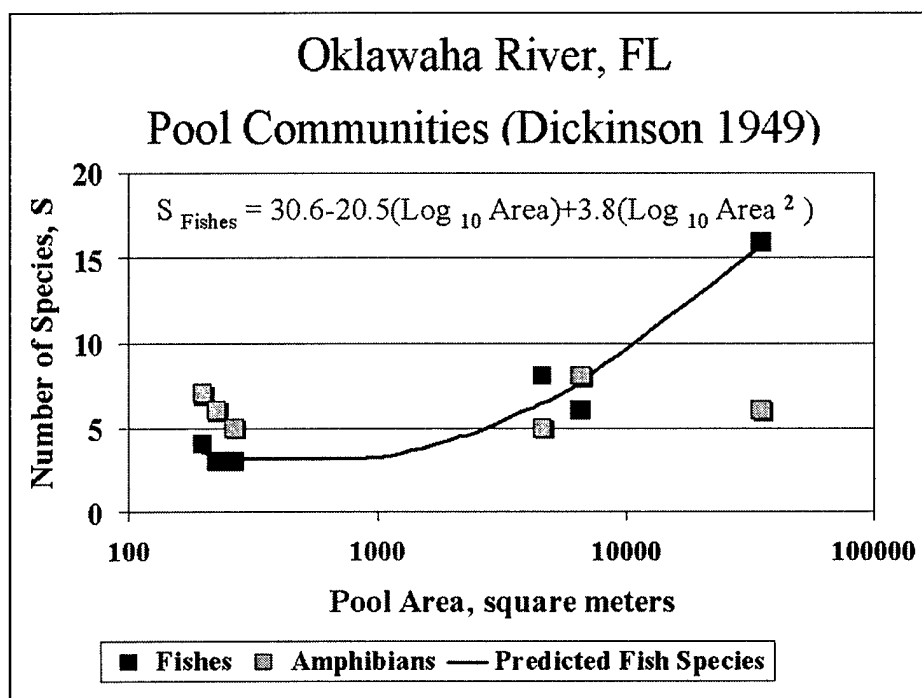 Oklawaha River, FL
Pool Communities (Dickinson 1949)
S Fishes = 30.6-20.5(Log 10 Area)+3.8(Log 10 Area 2 )
Number of Species, S
20
15
10
5
0
100 1000 10000 100000
Pool Area, square meters
Fishes Amphibians Predicted Fish Species